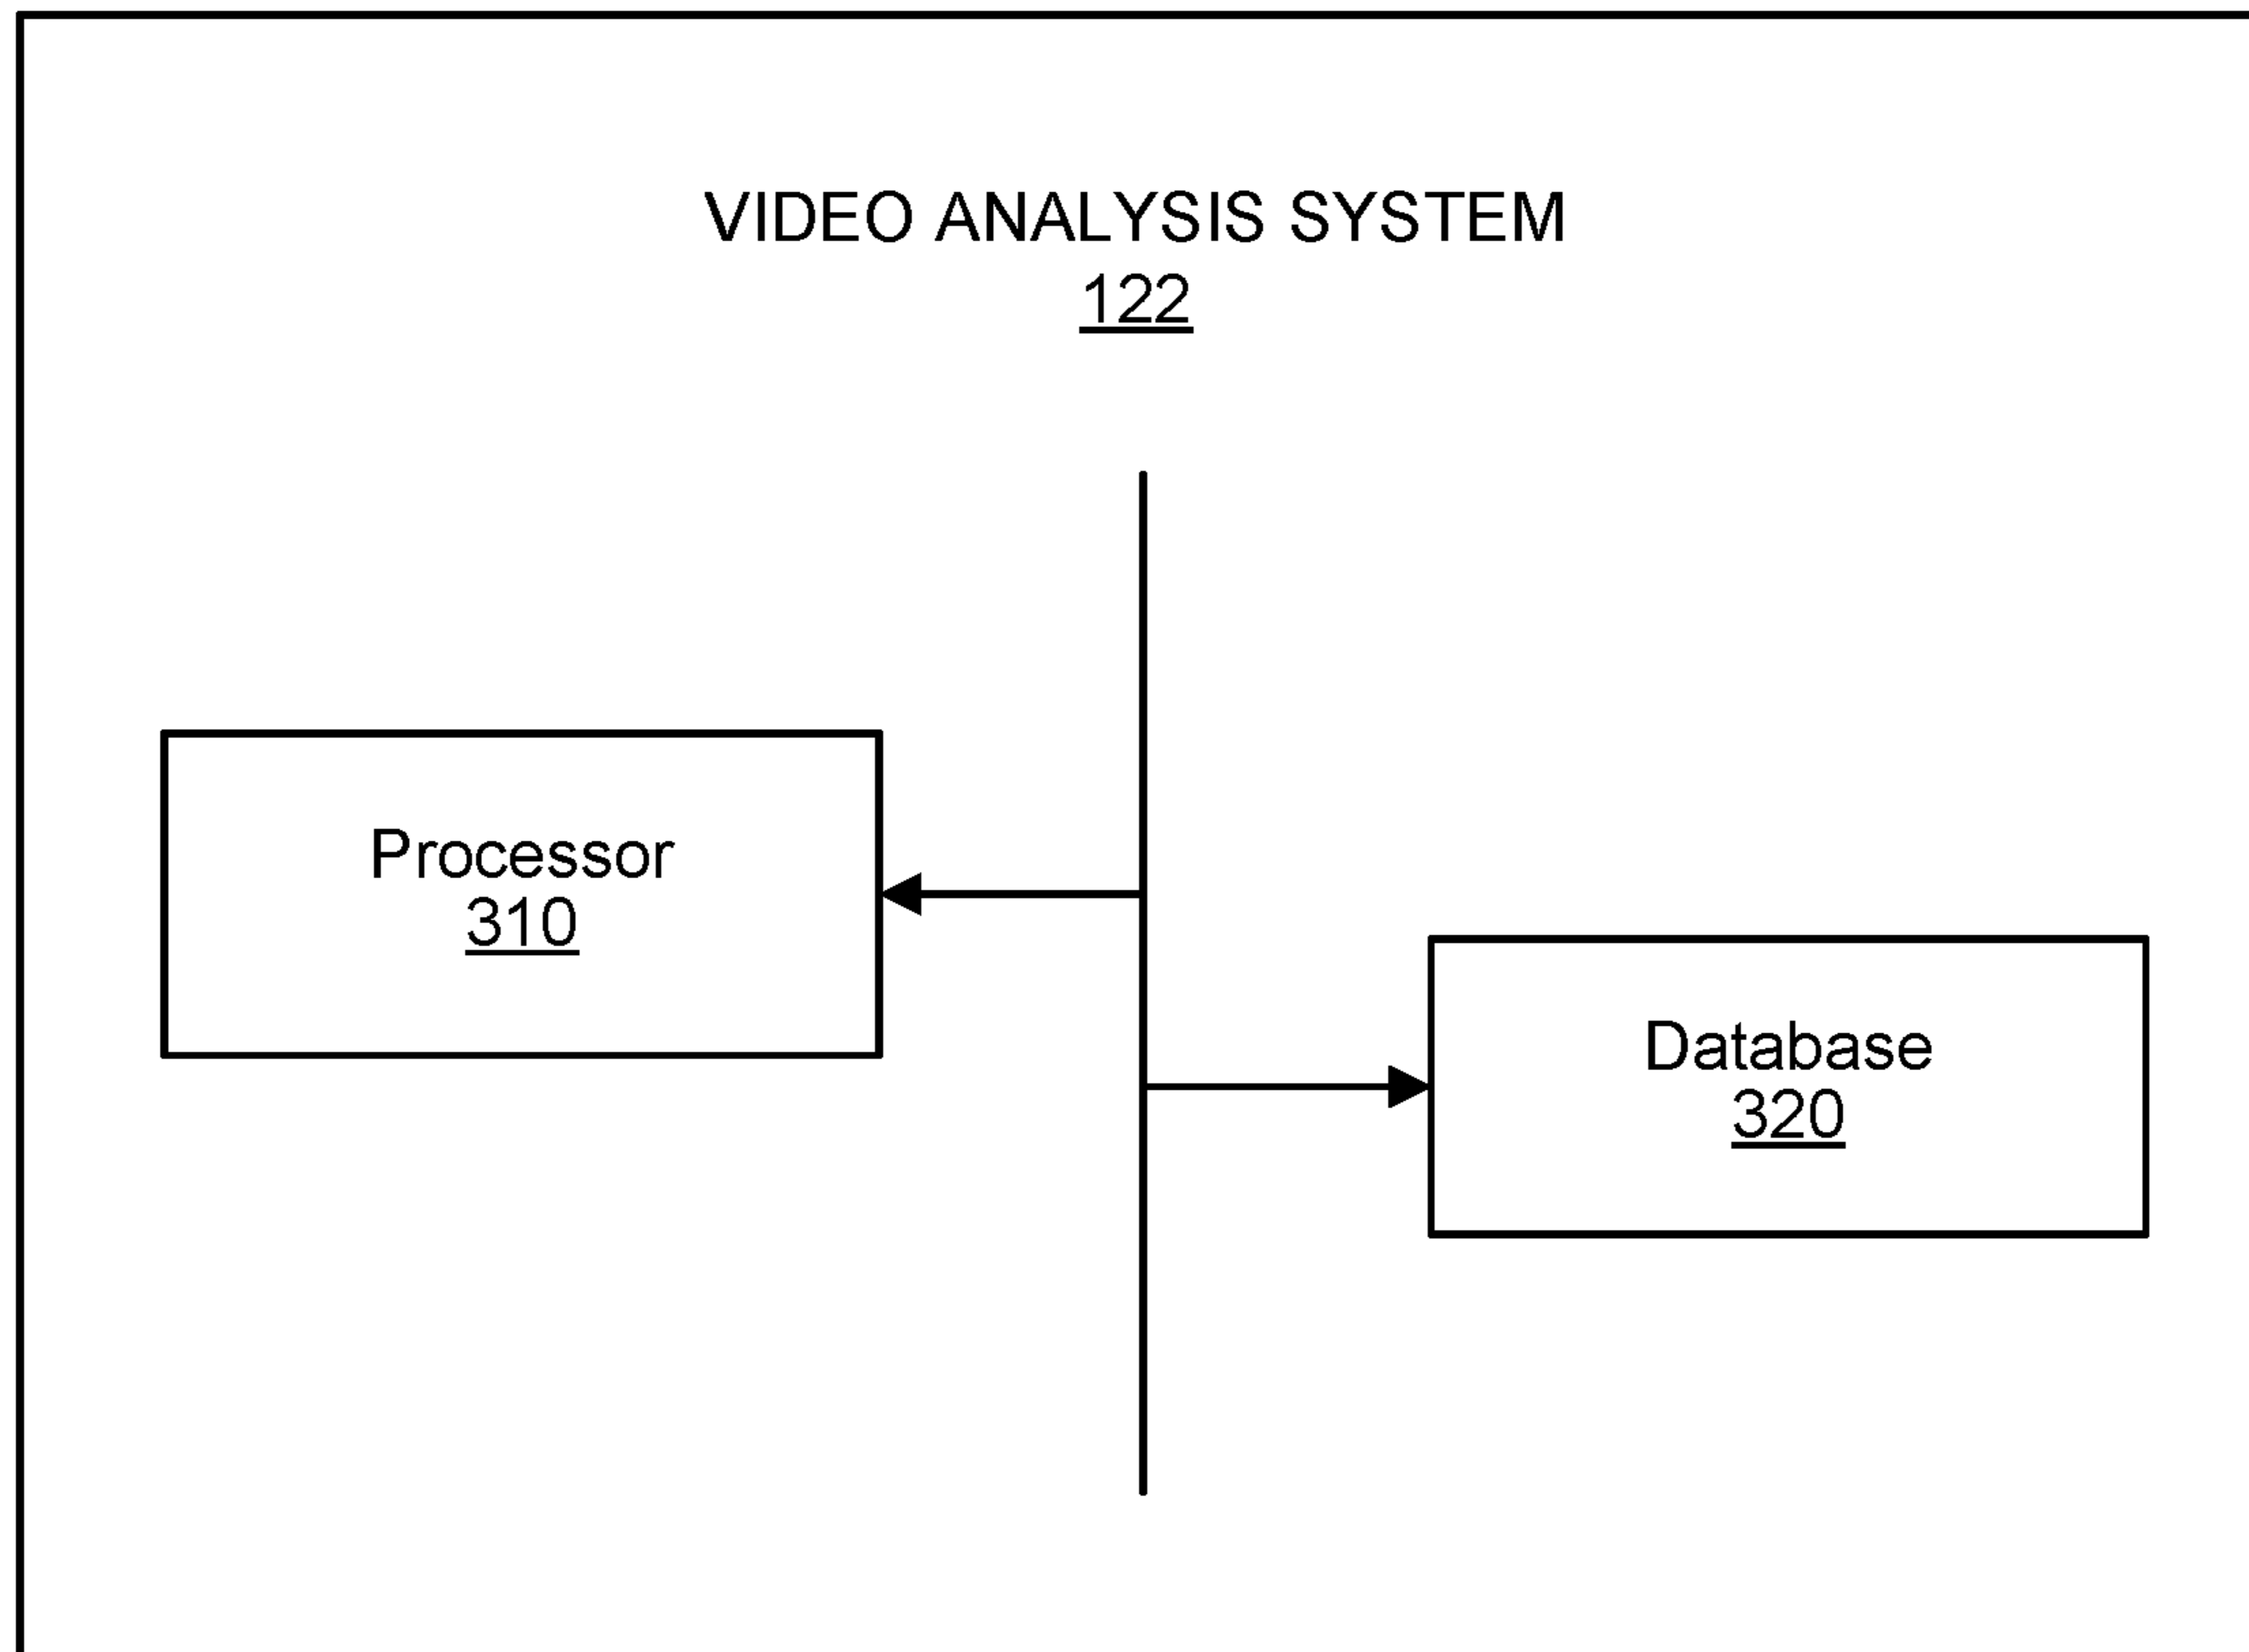 VIDEO ANALYSIS SYSTEM
122
Processor
310
Database
320